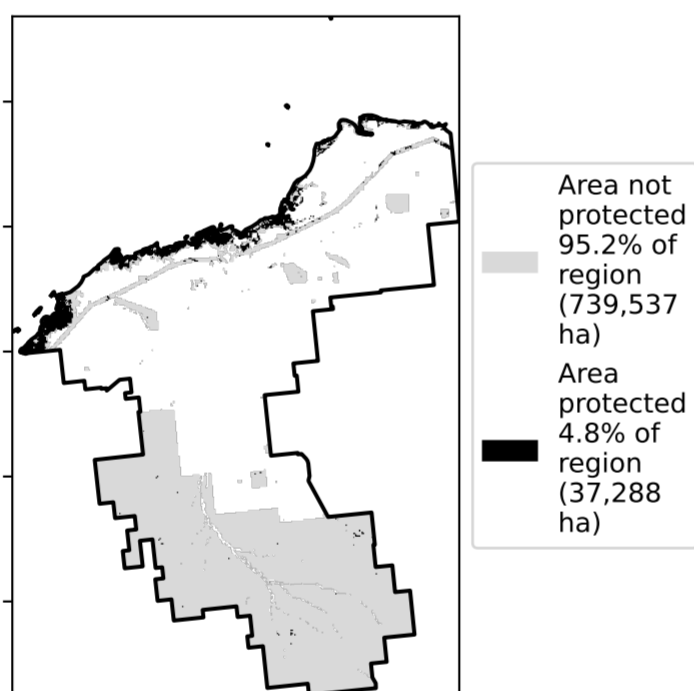 Area not
protected
95.2% of
region
(739,537
ha)
Area
protected
4.8% of
region
(37,288
ha)